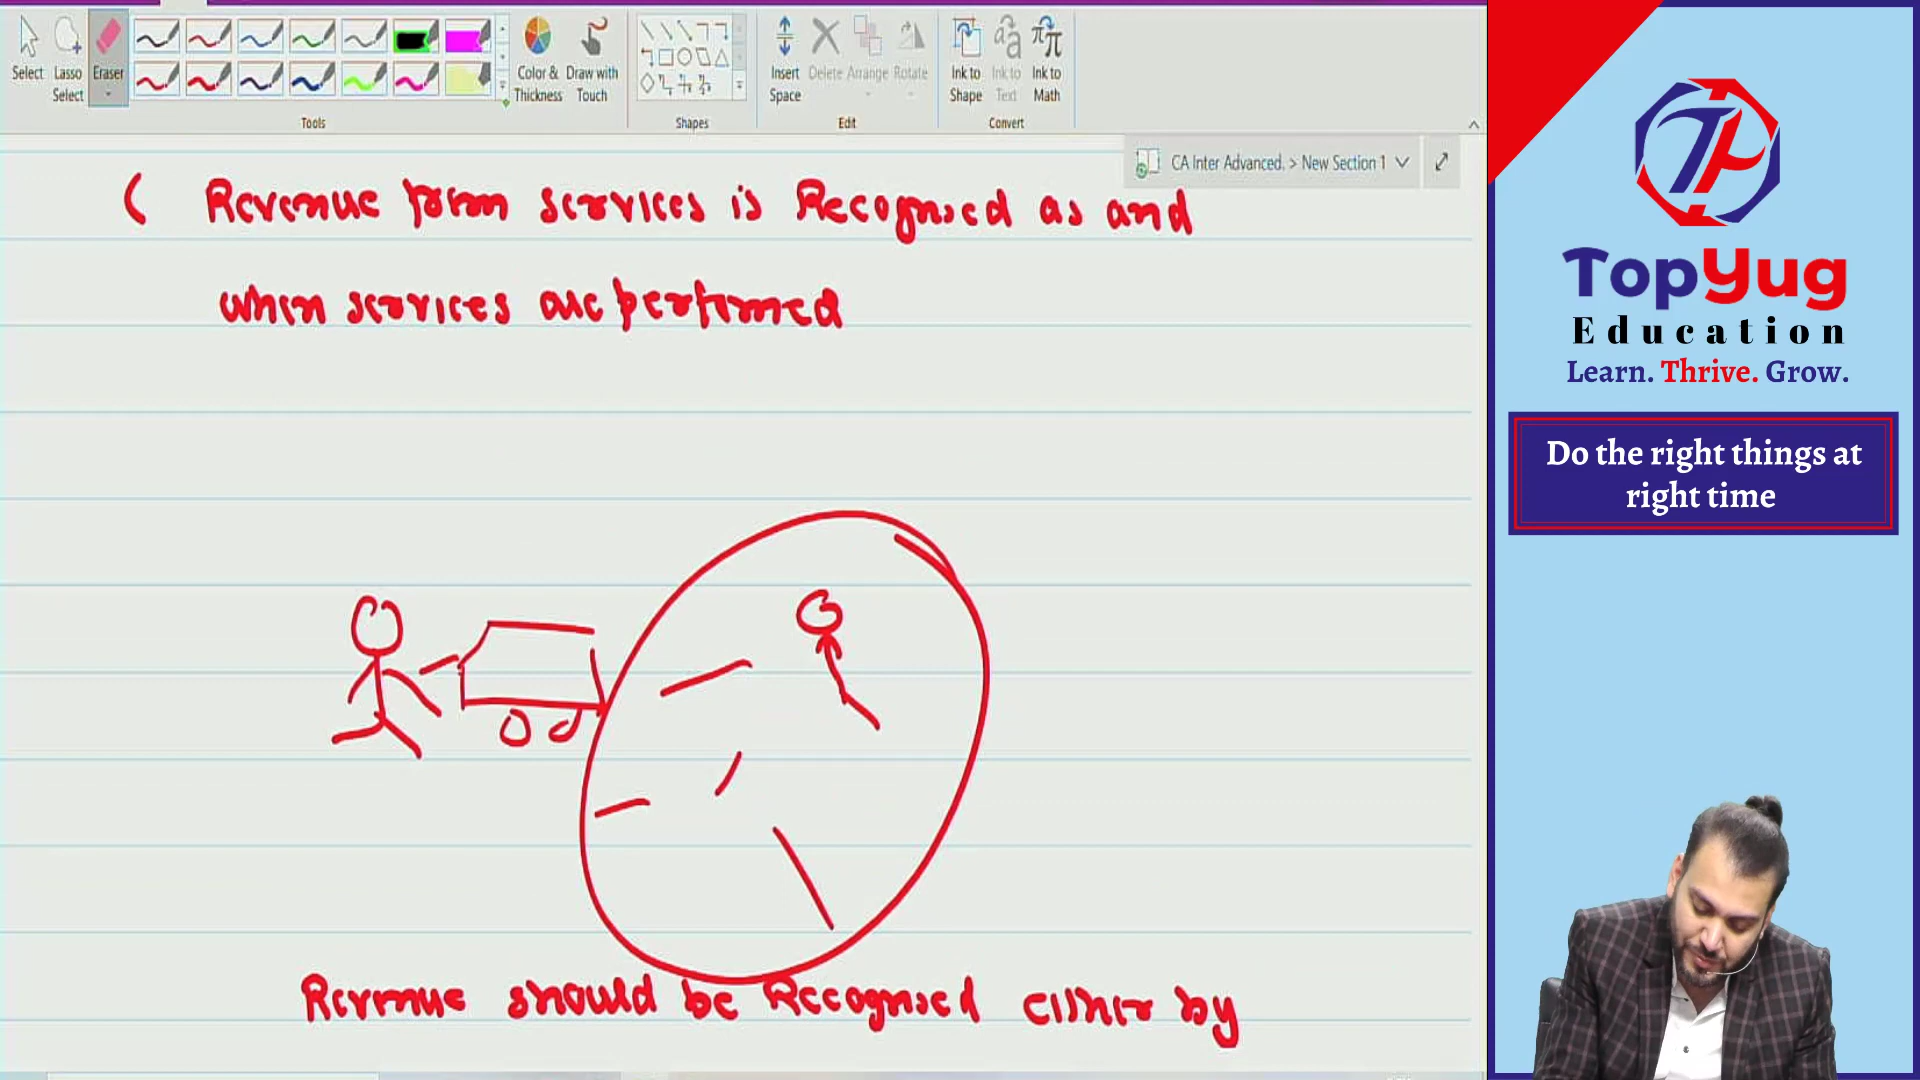 Select
Lasso Select
Eraser
Color & Thickness
Draw with Touch
Insert Space
Delete
Arrange
Rotate
Ink to Shape
Ink to Text
Ink to Math
Tools
Shapes
Edit
Convert
CA Inter Advanced. > New Section 1
( Revenue form services is Recognised as and
when services are performed
Revenue should be Recognised either by
TopYug
Education
Learn. Thrive. Grow.
Do the right things at
right time